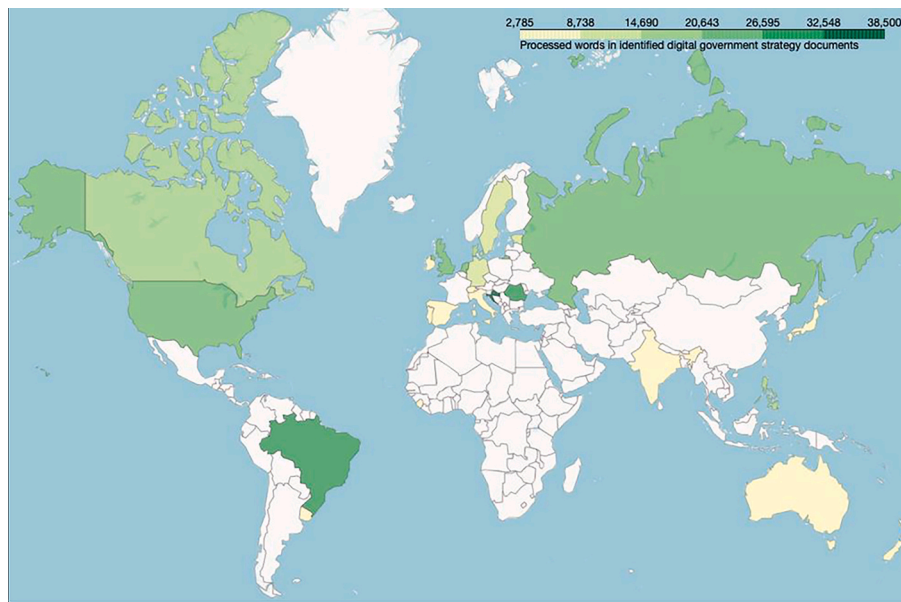 2,785 8,738 14,690 20,643 26,595 32,548 38,500
Processed words in identified digital government strategy documents